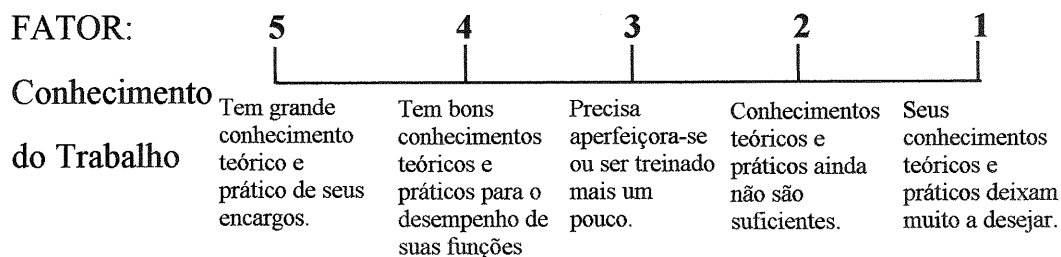 FATOR:
Conhecimento
do Trabalho
5
Tem grande
conhecimento
teórico e
prático de seus
encargos.
4
Tem bons
conhecimentos
teóricos e
práticos para o
desempenho de
suas funções
3
Precisa
aperfeiçora-se
ou ser treinado
mais um
pouco.
2
Conhecimentos
teóricos e
práticos ainda
não são
suficientes.
1
Seus
conhecimentos
teóricos e
práticos deixam
muito a desejar.